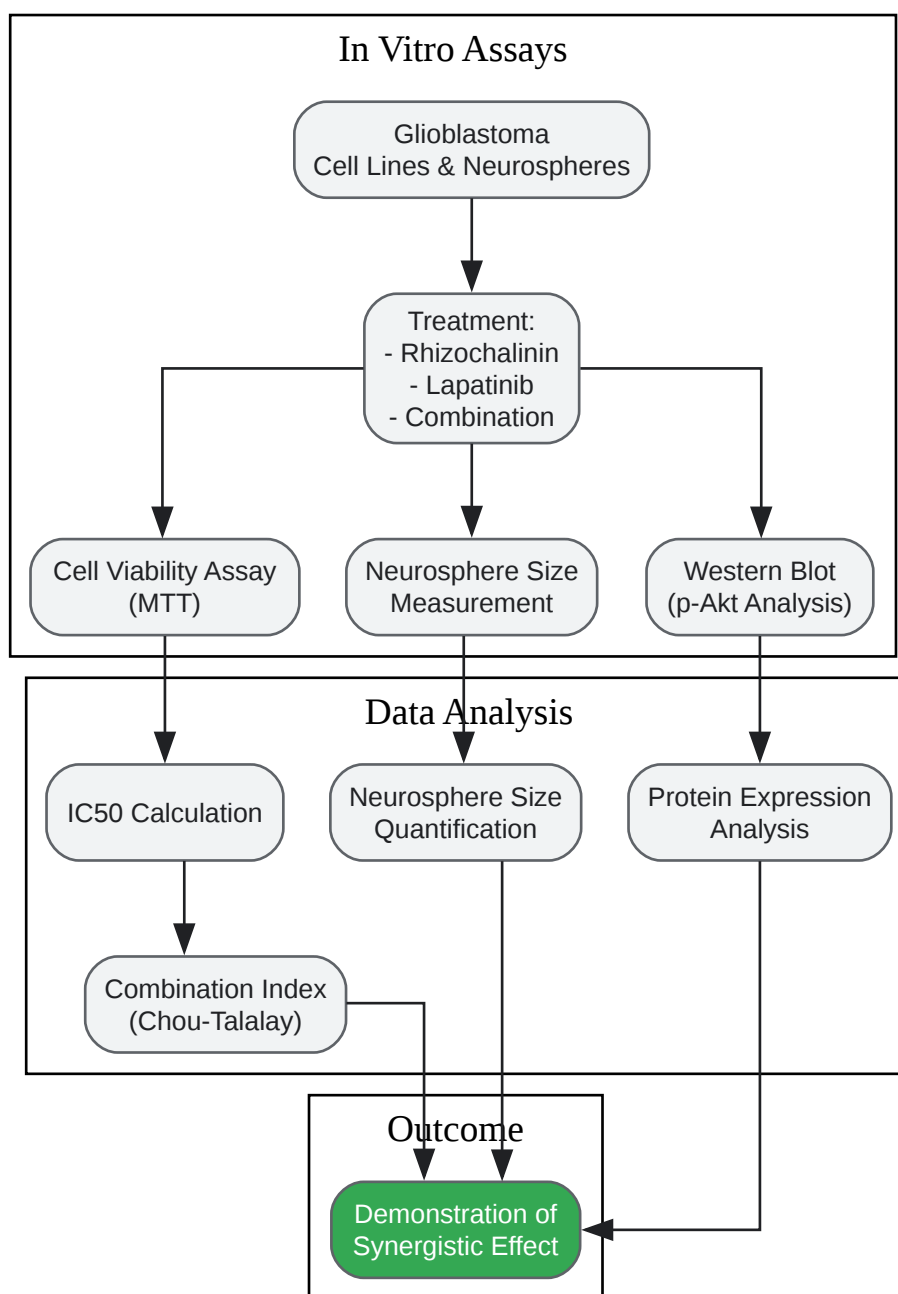 In Vitro Assays
Glioblastoma
Cell Lines & Neurospheres
Treatment:
- Rhizochalinin
- Lapatinib
- Combination
Cell Viability Assay
(MTT)
Neurosphere Size
Measurement
Western Blot
(p-Akt Analysis)
Data Analysis
IC50 Calculation
Neurosphere Size
Quantification
Protein Expression
Analysis
Combination Index
(Chou-Talalay)
Outcome
Demonstration of
Synergistic Effect